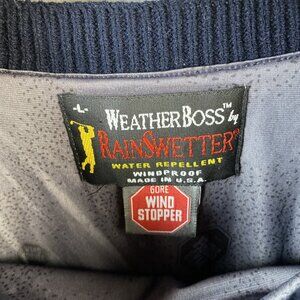 L
WEATHERBOSS™
by
RAINSWETTER®
WATER REPELLENT
WINDPROOF
MADE IN U.S.A.
GORE
WIND
STOPPER